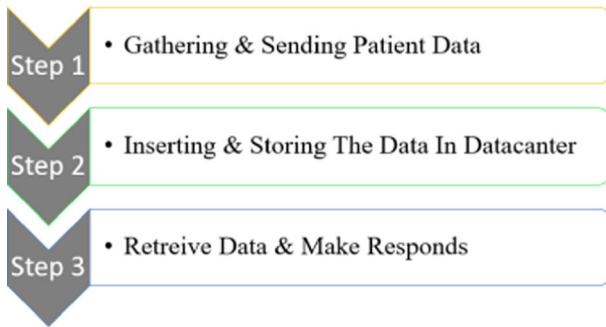 Step 1
• Gathering & Sending Patient Data
Step 2
• Inserting & Storing The Data In Datacanter
Step 3
• Retreive Data & Make Responds